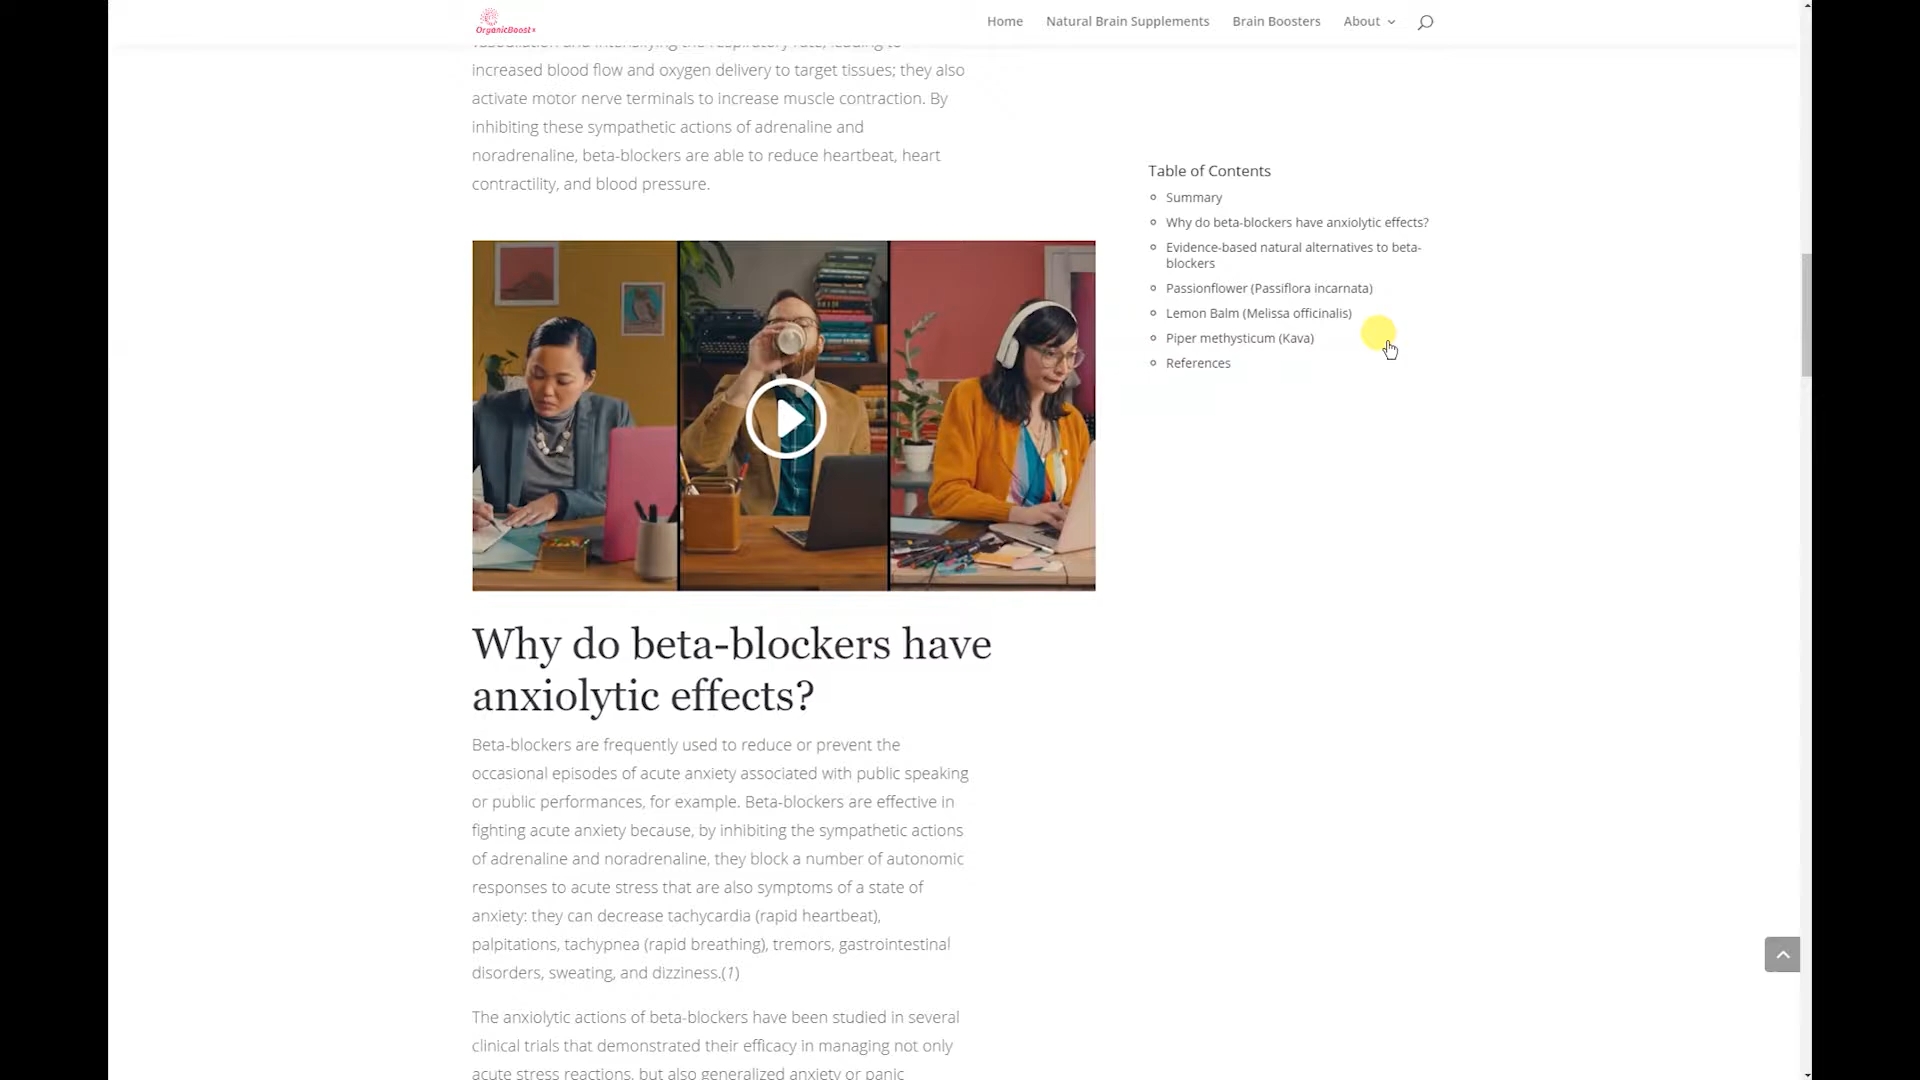 OrganicBoost
Home
Natural Brain Supplements
Brain Boosters
About
vasodilation and intensifying the respiratory rate, leading to
increased blood flow and oxygen delivery to target tissues; they also
activate motor nerve terminals to increase muscle contraction. By
inhibiting these sympathetic actions of adrenaline and
noradrenaline, beta-blockers are able to reduce heartbeat, heart
contractility, and blood pressure.
Table of Contents
Summary
Why do beta-blockers have anxiolytic effects?
Evidence-based natural alternatives to beta-
blockers
Passionflower (Passiflora incarnata)
Lemon Balm (Melissa officinalis)
Piper methysticum (Kava)
References
Why do beta-blockers have
anxiolytic effects?
Beta-blockers are frequently used to reduce or prevent the
occasional episodes of acute anxiety associated with public speaking
or public performances, for example. Beta-blockers are effective in
fighting acute anxiety because, by inhibiting the sympathetic actions
of adrenaline and noradrenaline, they block a number of autonomic
responses to acute stress that are also symptoms of a state of
anxiety: they can decrease tachycardia (rapid heartbeat),
palpitations, tachypnea (rapid breathing), tremors, gastrointestinal
disorders, sweating, and dizziness.(1)
The anxiolytic actions of beta-blockers have been studied in several
clinical trials that demonstrated their efficacy in managing not only
acute stress reactions, but also generalized anxiety or panic